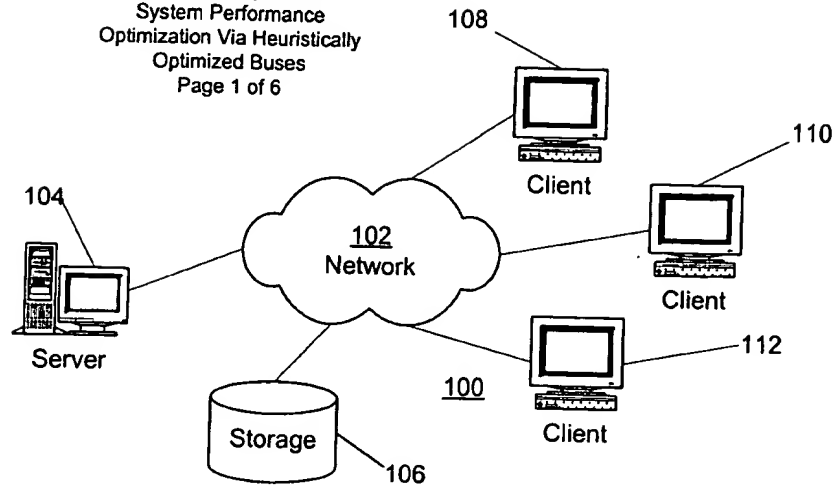 System Performance
Optimization Via Heuristically
Optimized Buses
Page 1 of 6
108
Client
110
Client
104
Server
102
Network
112
Client
100
Storage
106